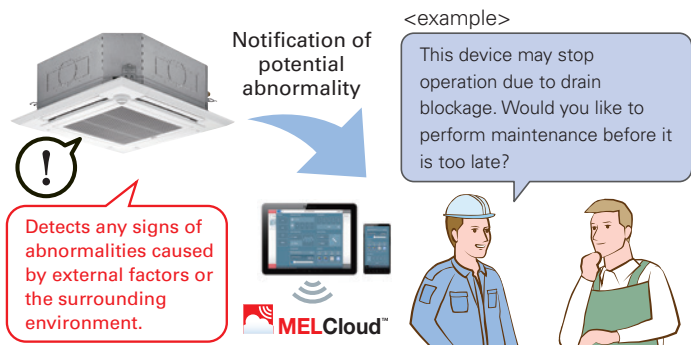 <example>
Notification of
potential
abnormality
This device may stop
operation due to drain
blockage. Would you like to
perform maintenance before it
is too late?
!
Detects any signs of
abnormalities caused
by external factors or
the surrounding
environment.
MELCloud™